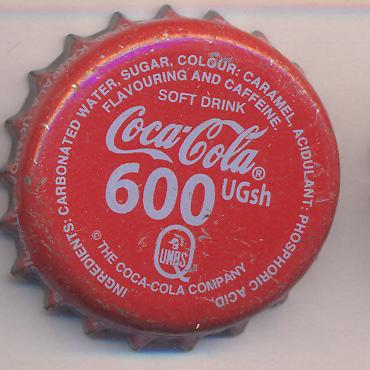 INGREDIENTS: CARBONATED WATER, SUGAR, COLOUR: CARAMEL, ACIDULANT: PHOSPHORIC ACID,
FLAVOURING AND CAFFEINE.
SOFT DRINK
Coca-Cola®
600 UGsh
UNBS
© THE COCA-COLA COMPANY